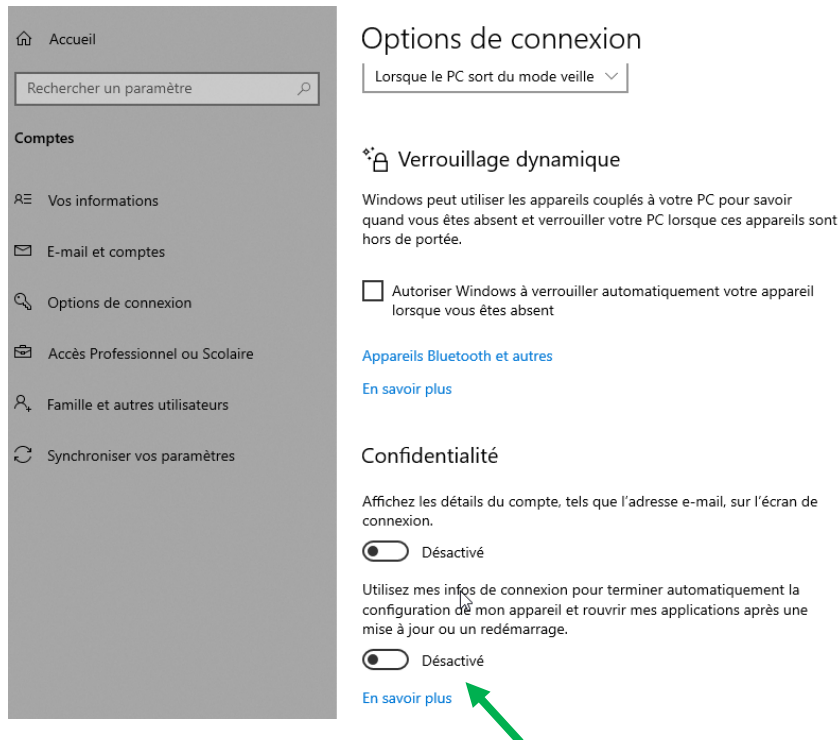 Accueil
Rechercher un paramètre
Comptes
Vos informations
E-mail et comptes
Options de connexion
Accès Professionnel ou Scolaire
Famille et autres utilisateurs
Synchroniser vos paramètres
Options de connexion
Lorsque le PC sort du mode veille
Verrouillage dynamique
Windows peut utiliser les appareils couplés à votre PC pour savoir
quand vous êtes absent et verrouiller votre PC lorsque ces appareils sont
hors de portée.
Autoriser Windows à verrouiller automatiquement votre appareil
lorsque vous êtes absent
Appareils Bluetooth et autres
En savoir plus
Confidentialité
Affichez les détails du compte, tels que l'adresse e-mail, sur l'écran de
connexion.
Désactivé
Utilisez mes infos de connexion pour terminer automatiquement la
configuration de mon appareil et rouvrir mes applications après une
mise à jour ou un redémarrage.
Désactivé
En savoir plus